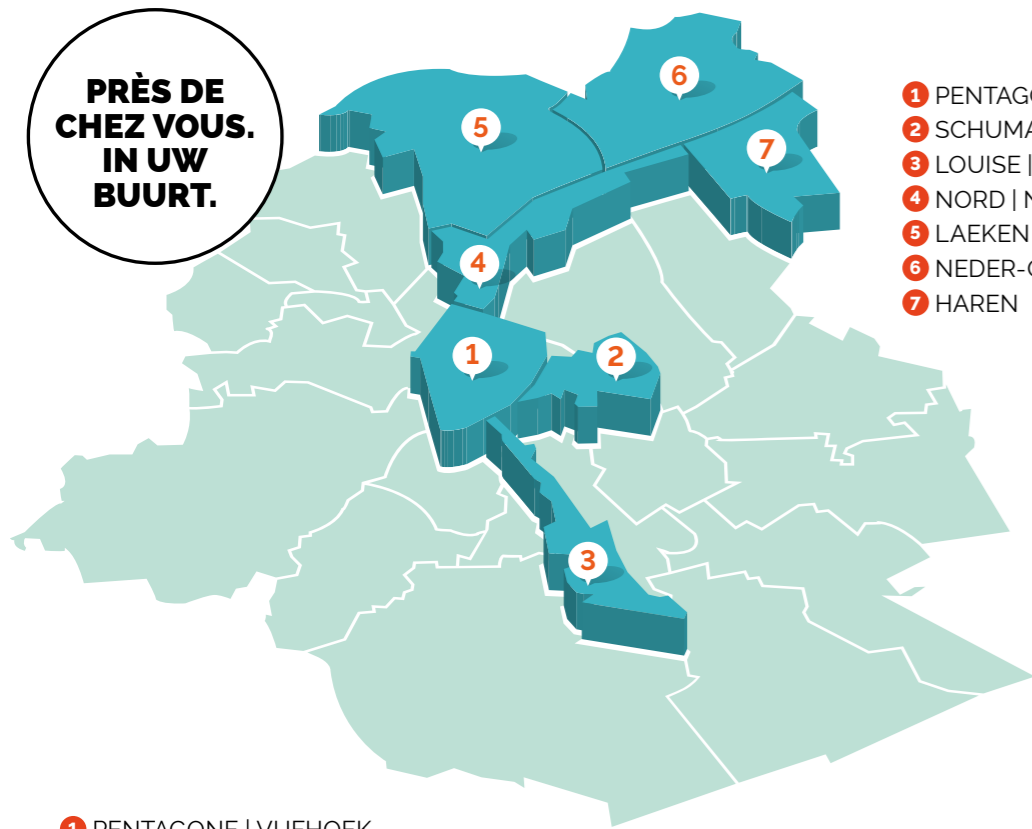 PRÈS DE
CHEZ VOUS.
IN UW
BUURT.
6
5
7
4
1
2
3
1
2
3 LOUISE |
4 NORD |
5 LAEKEN
6
7 HAREN
1 PENTAGONE | VIJFHOEK